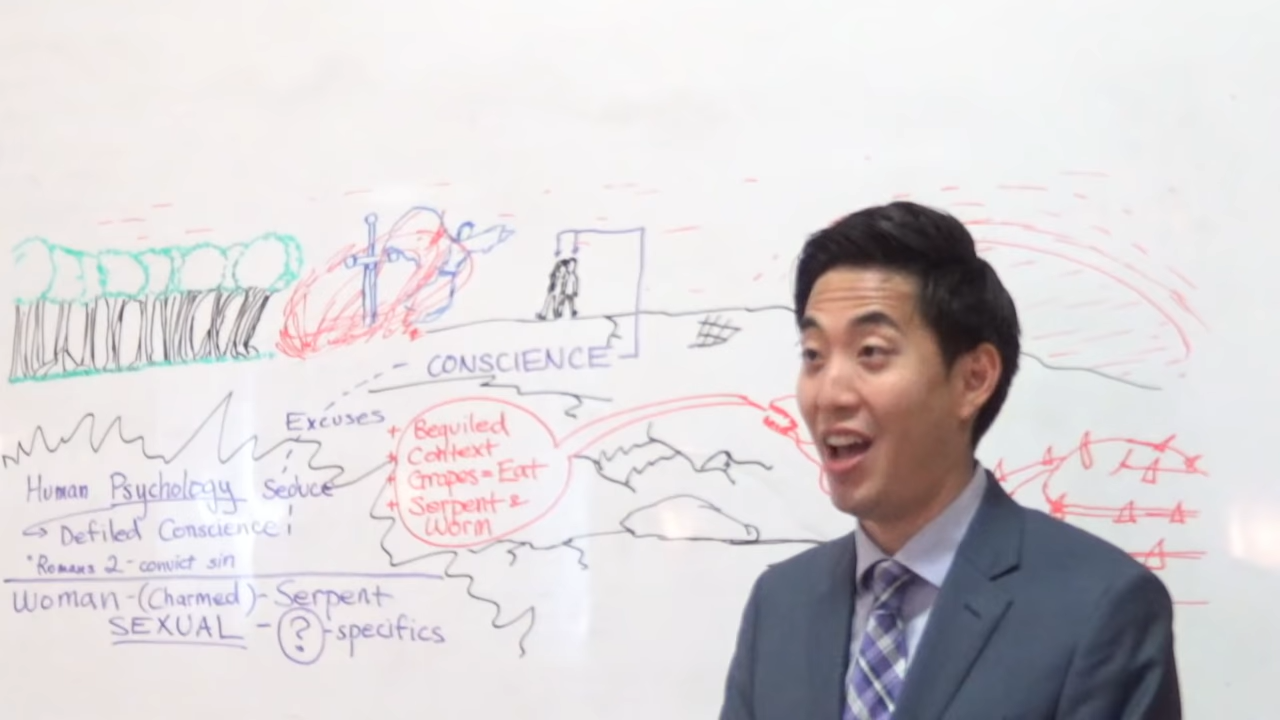 CONSCIENCE
Excuses
+ Bequiled
+ Context
+ Grapes = Eat
+ Serpent &
Worm
Human Psychology Seduce
→ Defiled Conscience
*Romans 2 - convict sin
Woman - (Charmed) - Serpent
SEXUAL - ? - specifics